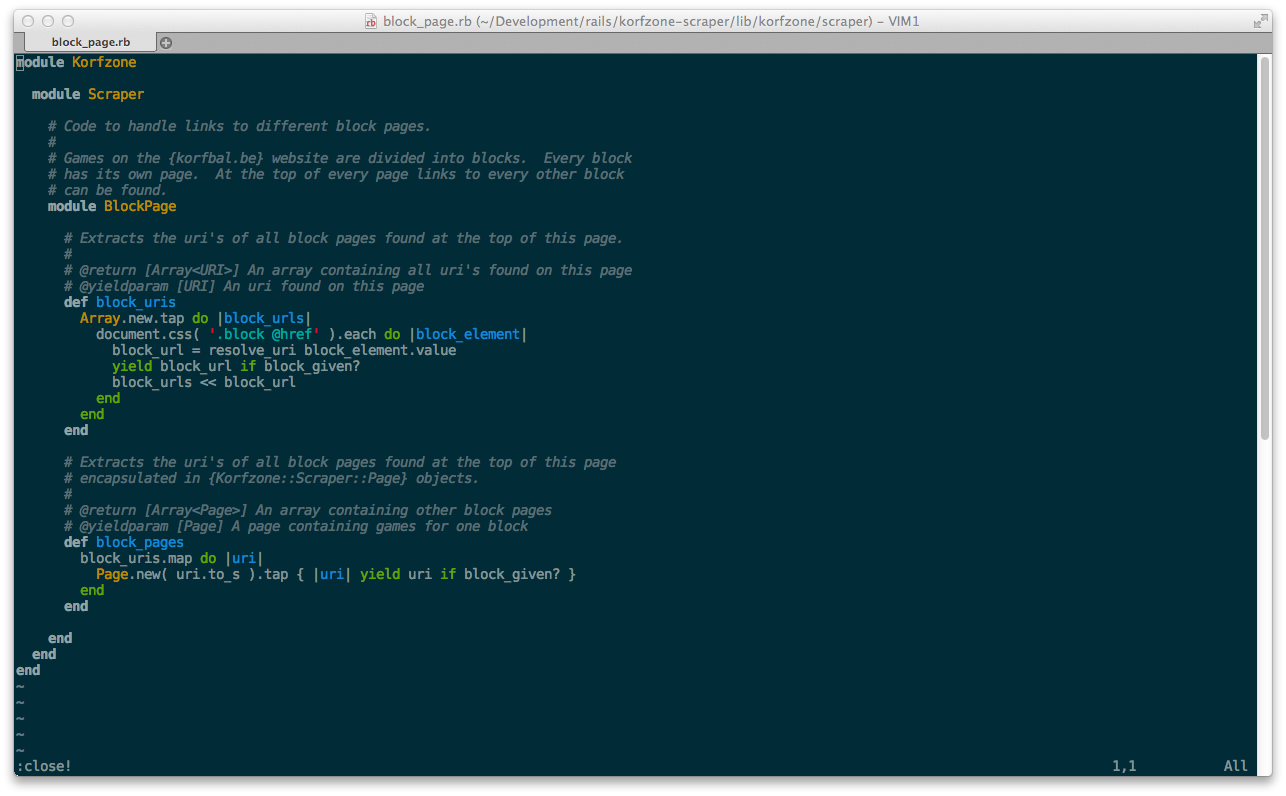 block_page.rb (~/Development/rails/korfzone-scraper/lib/korfzone/scraper) – VIM1
block_page.rb
module Korfzone
  module Scraper
    # Code to handle links to different block pages.
    #
    # Games on the {korfbal.be} website are divided into blocks.  Every block
    # has its own page.  At the top of every page links to every other block
    # can be found.
    module BlockPage
      # Extracts the uri's of all block pages found at the top of this page.
      #
      # @return [Array<URI>] An array containing all uri's found on this page
      # @yieldparam [URI] An uri found on this page
      def block_uris
        Array.new.tap do |block_urls|
          document.css( '.block @href' ).each do |block_element|
            block_url = resolve_uri block_element.value
            yield block_url if block_given?
            block_urls << block_url
          end
        end
      end
      # Extracts the uri's of all block pages found at the top of this page
      # encapsulated in {Korfzone::Scraper::Page} objects.
      #
      # @return [Array<Page>] An array containing other block pages
      # @yieldparam [Page] A page containing games for one block
      def block_pages
        block_uris.map do |uri|
          Page.new( uri.to_s ).tap { |uri| yield uri if block_given? }
        end
      end
    end
  end
end
~
~
~
~
~
:close! 1,1 All